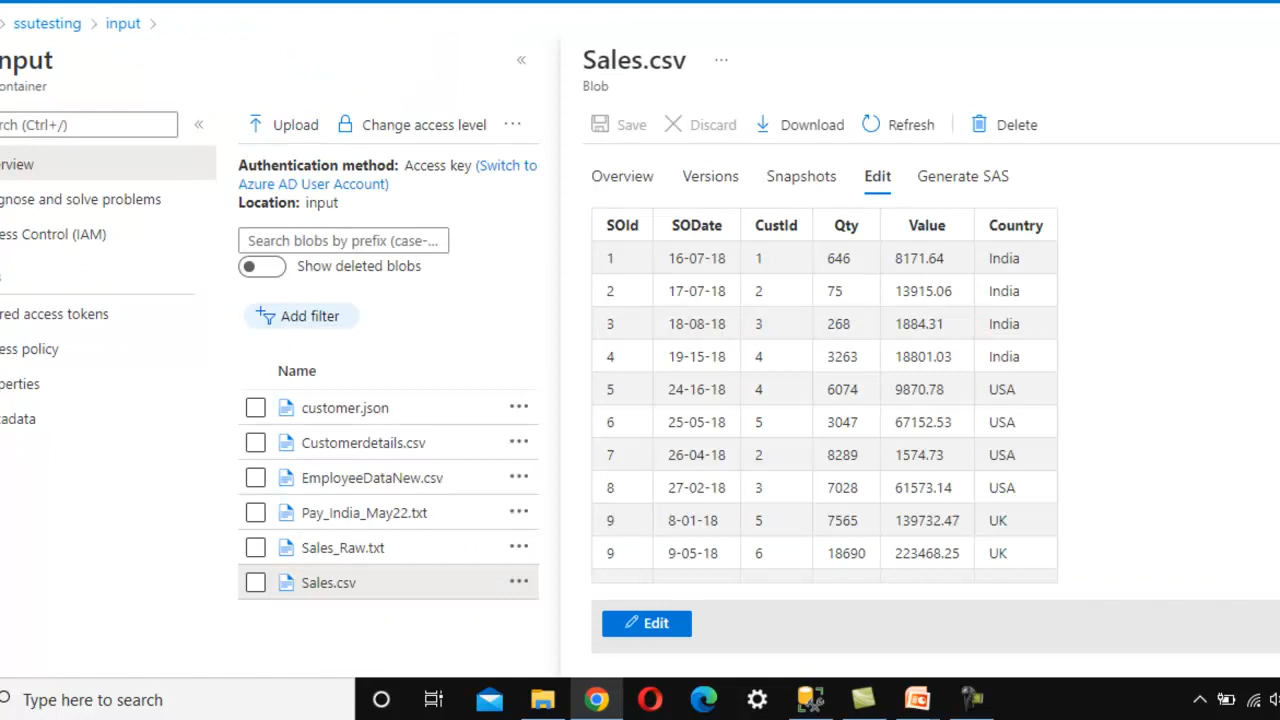 ssutesting > input >
nput
ontainer
rch (Ctrl+/)
rview
gnose and solve problems
ess Control (IAM)
s
red access tokens
ess policy
perties
adata
Upload Change access level
Authentication method: Access key (Switch to
Azure AD User Account)
Location: input
Search blobs by prefix (case-...
Show deleted blobs
Add filter
Name
customer.json
Customerdetails.csv
EmployeeDataNew.csv
Pay_India_May22.txt
Sales_Raw.txt
Sales.csv
Sales.csv
Blob
Save Discard Download Refresh Delete
Overview Versions Snapshots Edit Generate SAS
SOId SODate CustId Qty Value Country
1 16-07-18 1 646 8171.64 India
2 17-07-18 2 75 13915.06 India
3 18-08-18 3 268 1884.31 India
4 19-15-18 4 3263 18801.03 India
5 24-16-18 4 6074 9870.78 USA
6 25-05-18 5 3047 67152.53 USA
7 26-04-18 2 8289 1574.73 USA
8 27-02-18 3 7028 61573.14 USA
9 8-01-18 5 7565 139732.47 UK
9 9-05-18 6 18690 223468.25 UK
Edit
Type here to search